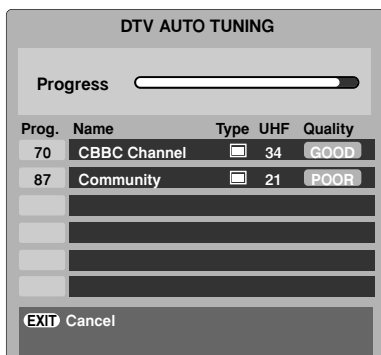 DTV AUTO TUNING
Progress
Prog. Name Type UHF Quality
70 CBBC Channel 34 GOOD
87 Community 21 POOR
EXIT Cancel